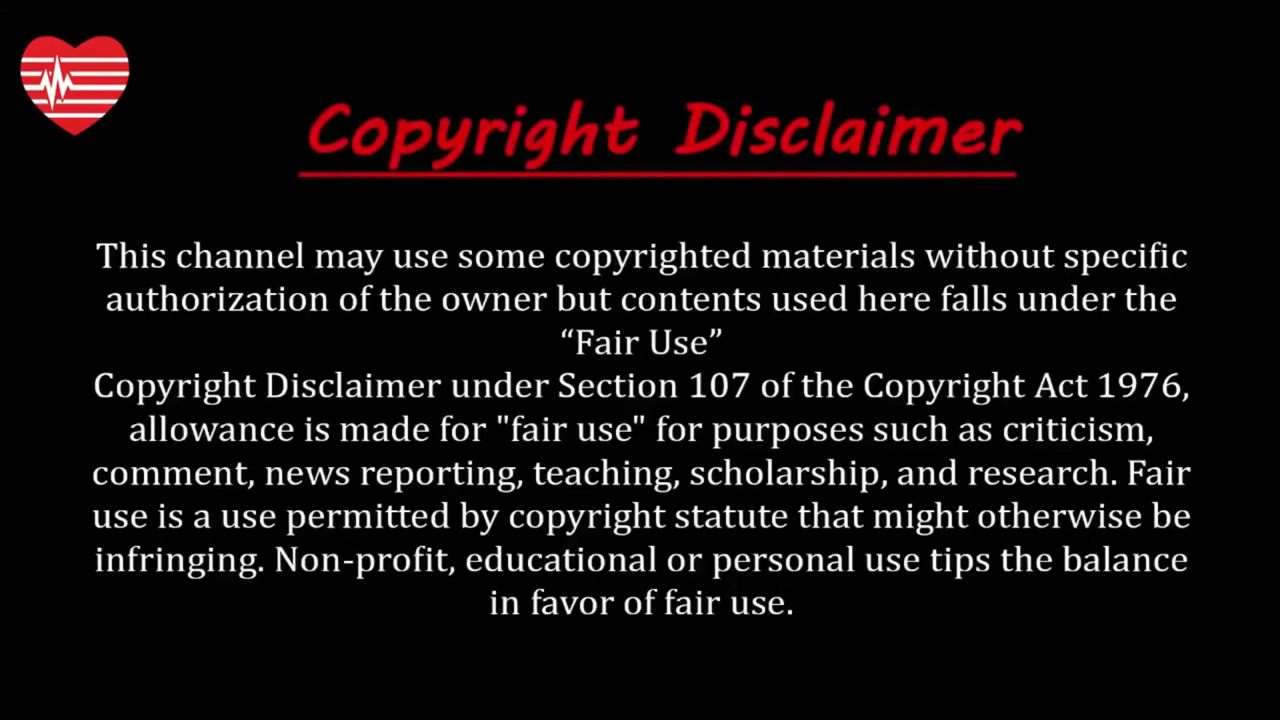 Copyright Disclaimer
This channel may use some copyrighted materials without specific
authorization of the owner but contents used here falls under the
“Fair Use”
Copyright Disclaimer under Section 107 of the Copyright Act 1976,
allowance is made for "fair use" for purposes such as criticism,
comment, news reporting, teaching, scholarship, and research. Fair
use is a use permitted by copyright statute that might otherwise be
infringing. Non-profit, educational or personal use tips the balance
in favor of fair use.